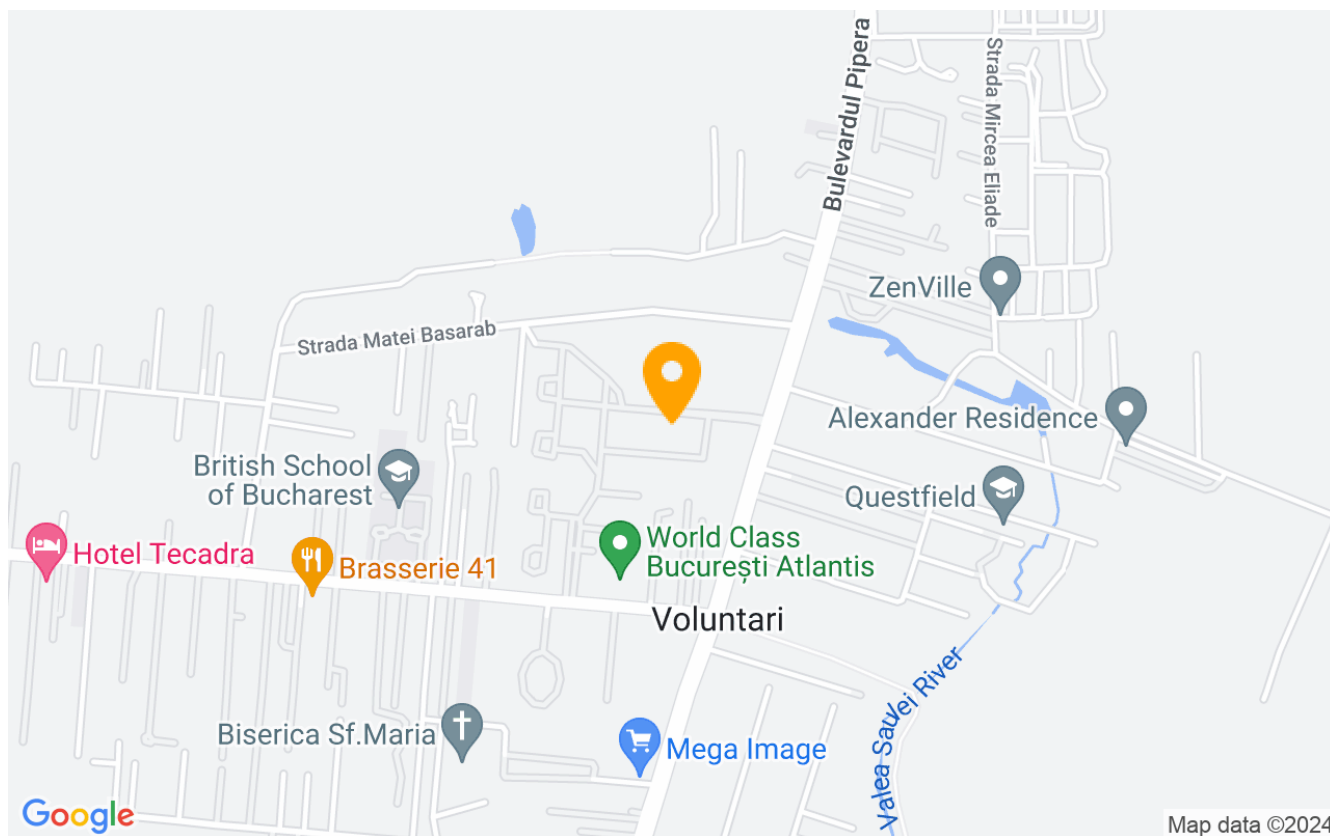 Bulevardul Pipera
Strada Mircea Eliade
ZenVille
Strada Matei Basarab
Alexander Residence
British School
of Bucharest
Questfield
Hotel Tecadra
Brasserie 41
World Class
București Atlantis
Voluntari
Valea Saulei River
Biserica Sf.Maria
Mega Image
Google
Map data ©2024